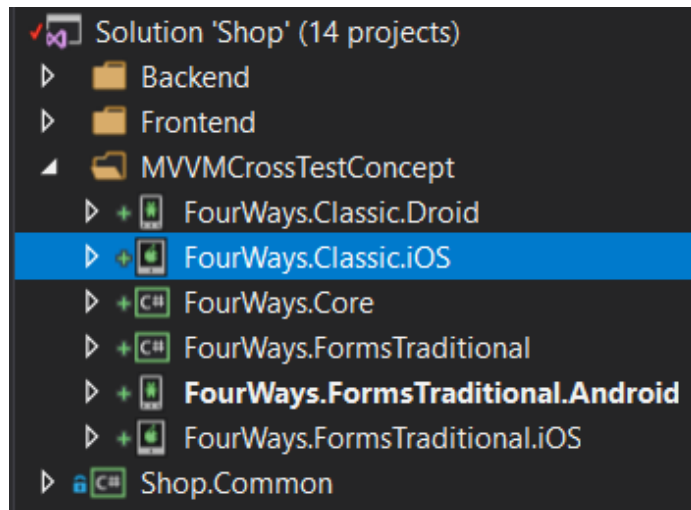 Solution 'Shop' (14 projects)
Backend
Frontend
MVVMCrossTestConcept
FourWays.Classic.Droid
FourWays.Classic.iOS
C# FourWays.Core
C# FourWays.FormsTraditional
FourWays.FormsTraditional.Android
FourWays.FormsTraditional.iOS
C# Shop.Common